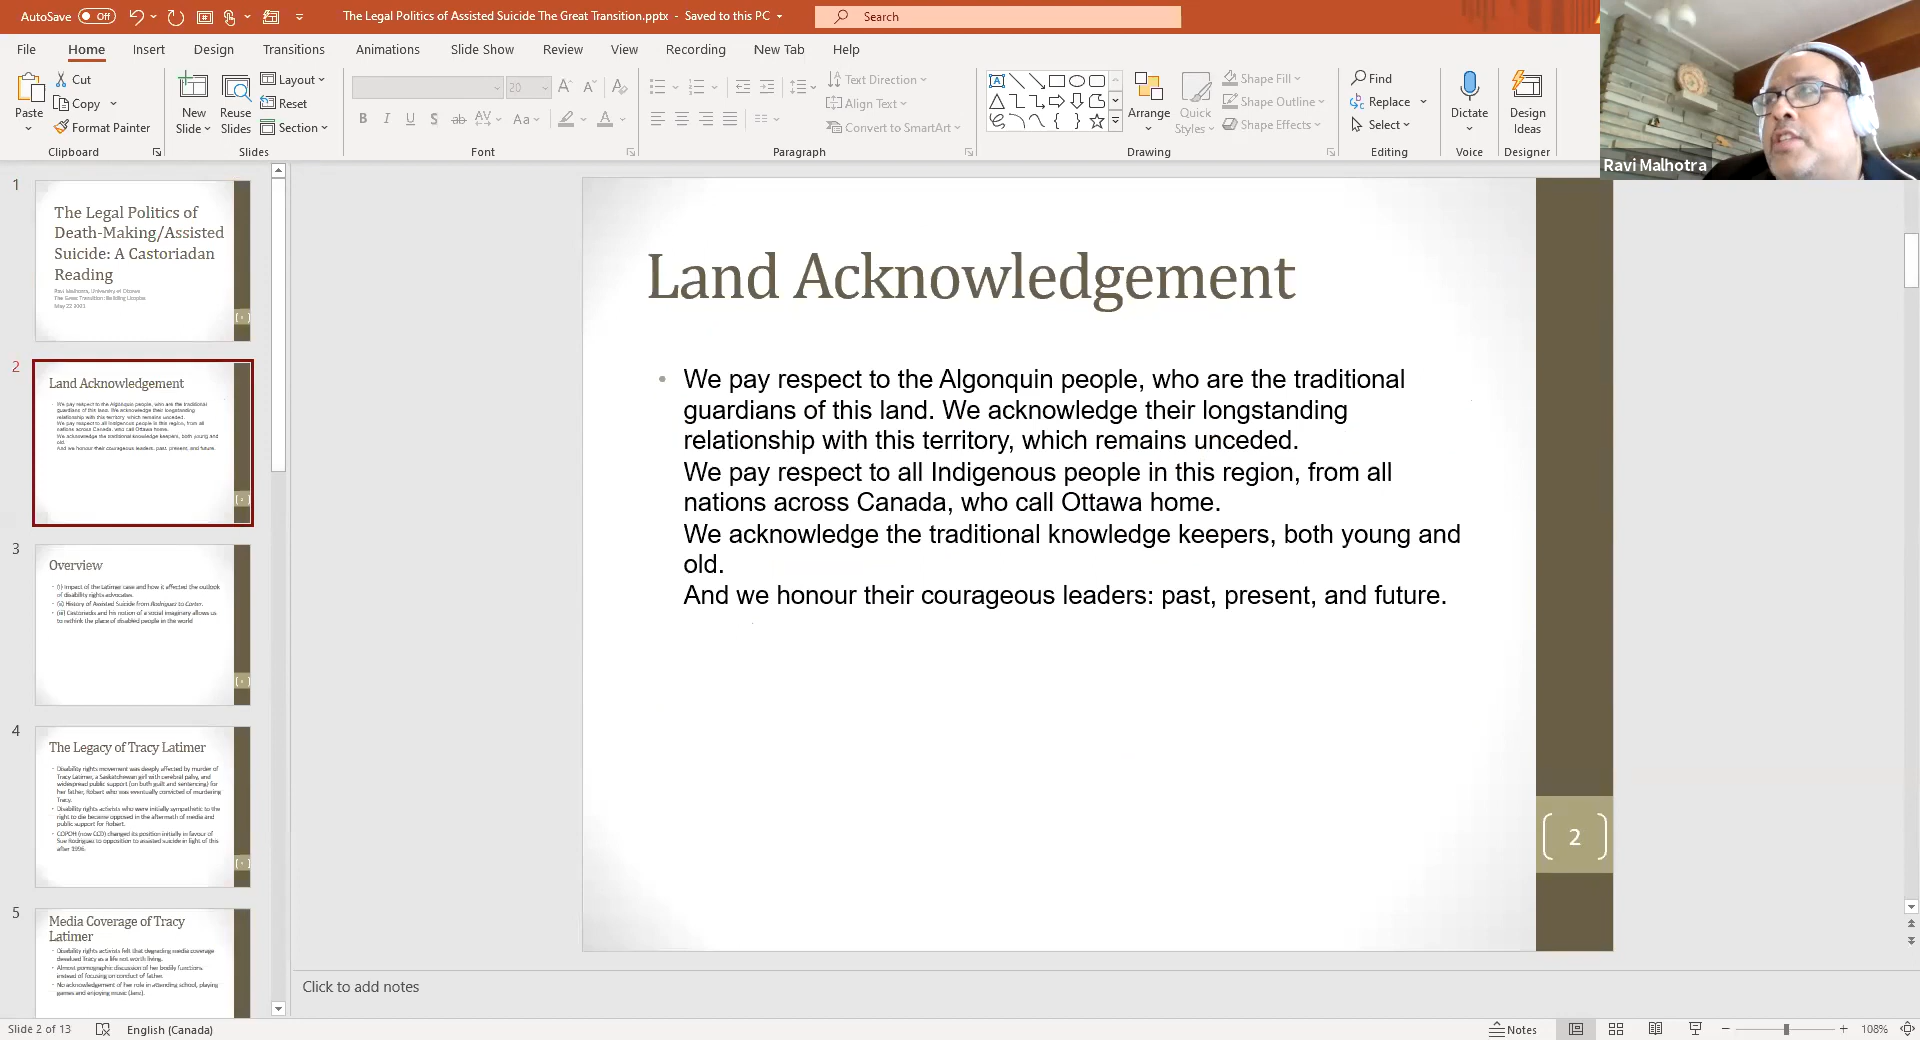 AutoSave Off
The Legal Politics of Assisted Suicide The Great Transition.pptx - Saved to this PC
Search
File Home Insert Design Transitions Animations Slide Show Review View Recording New Tab Help
Paste
Cut
Copy
Format Painter
Clipboard
New
Slide
Reuse
Slides
Layout
Reset
Section
Slides
20
B I U S ab AV Aa A
Font
Text Direction
Align Text
Convert to SmartArt
Paragraph
Arrange
Quick
Styles
Shape Fill
Shape Outline
Shape Effects
Drawing
Find
Replace
Select
Editing
Dictate
Voice
Design
Ideas
Designer
Ravi Malhotra
1
The Legal Politics of
Death-Making/Assisted
Suicide: A Castoriadan
Reading
Ravi Malhotra, University of Ottawa
The Great Transition: Building Utopias
May 22 2021
2
Land Acknowledgement
We pay respect to the Algonquin people, who are the traditional
guardians of this land. We acknowledge their longstanding
relationship with this territory, which remains unceded.
We pay respect to all Indigenous people in this region, from all
nations across Canada, who call Ottawa home.
We acknowledge the traditional knowledge keepers, both young and
old.
And we honour their courageous leaders: past, present, and future.
3
Overview
(i) Impact of the Latimer case and how it affected the outlook
of disability rights advocates.
(ii) History of Assisted Suicide from Rodriguez to Carter.
(iii) Castoriadis and his notion of a social imaginary allows us
to rethink the place of disabled people in the world
4
The Legacy of Tracy Latimer
Disability rights movement was deeply affected by murder of
Tracy Latimer, a Saskatchewan girl with cerebral palsy, and
widespread public support (on both guilt and sentencing) for
her father, Robert who was eventually convicted of murdering
Tracy.
Disability rights activists who were initially sympathetic to the
right to die became opposed in the aftermath of media and
public support for Robert.
COPOH (now CCD) changed its position initially in favour of
Sue Rodriguez to opposition to assisted suicide in light of this
after 1996.
5
Media Coverage of Tracy
Latimer
Disability rights activists felt that degrading media coverage
devalued Tracy as a life not worth living.
Almost pornographic discussion of her bodily functions
instead of focusing on conduct of father.
No acknowledgement of her role in attending school, playing
games and enjoying music (Janz).
Land Acknowledgement
• We pay respect to the Algonquin people, who are the traditional
guardians of this land. We acknowledge their longstanding
relationship with this territory, which remains unceded.
We pay respect to all Indigenous people in this region, from all
nations across Canada, who call Ottawa home.
We acknowledge the traditional knowledge keepers, both young and
old.
And we honour their courageous leaders: past, present, and future.
2
Click to add notes
Slide 2 of 13 English (Canada) Notes 108%